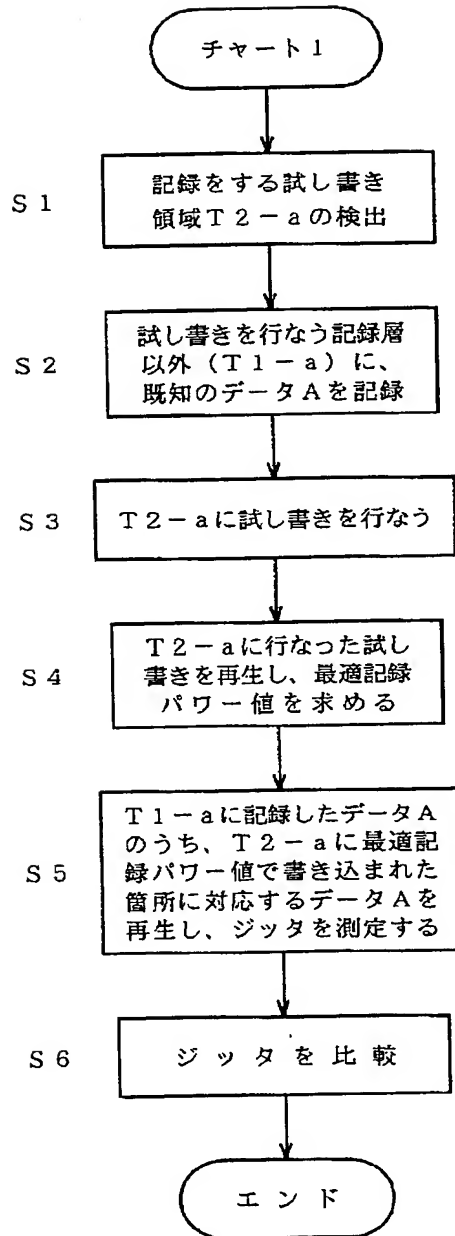 チャート1
S1
記録をする試し書き
領域T2-aの検出
S2
試し書きを行なう記録層
以外(T1-a)に、
既知のデータAを記録
S3
T2-aに試し書きを行なう
S4
T2-aに行なった試し
書きを再生し、最適記録
パワー値を求める
S5
T1-aに記録したデータA
のうち、T2-aに最適記
録パワー値で書き込まれた
箇所に対応するデータAを
再生し、ジッタを測定する
S6
ジッタを比較
エンド